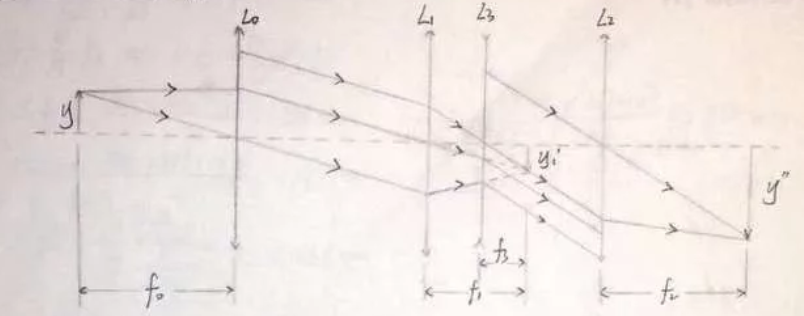 L₀ L₁ L₃ L₂
y y₁' y''
f₃
f₀ f₁ f₂